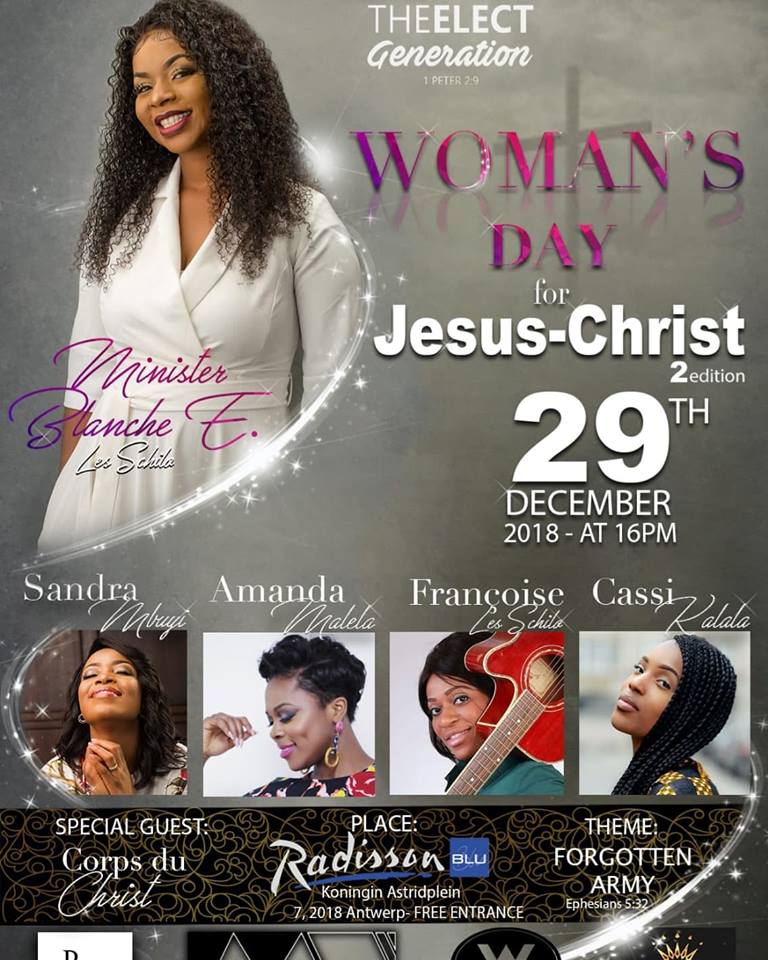 THEELECT
Generation
1 PETER 2:9
WOMAN'S
DAY
for
Jesus-Christ
2edition
29TH
DECEMBER
2018 - AT 16PM
Minister
Blanche E.
Les Schila
Sandra
Mbuyi
Amanda
Malela
Françoise
Les Schila
Cassi
Kalala
SPECIAL GUEST:
Corps du
Christ
PLACE:
Radisson BLU
Koningin Astridplein
7, 2018 Antwerp- FREE ENTRANCE
THEME:
FORGOTTEN
ARMY
Ephesians 5:32